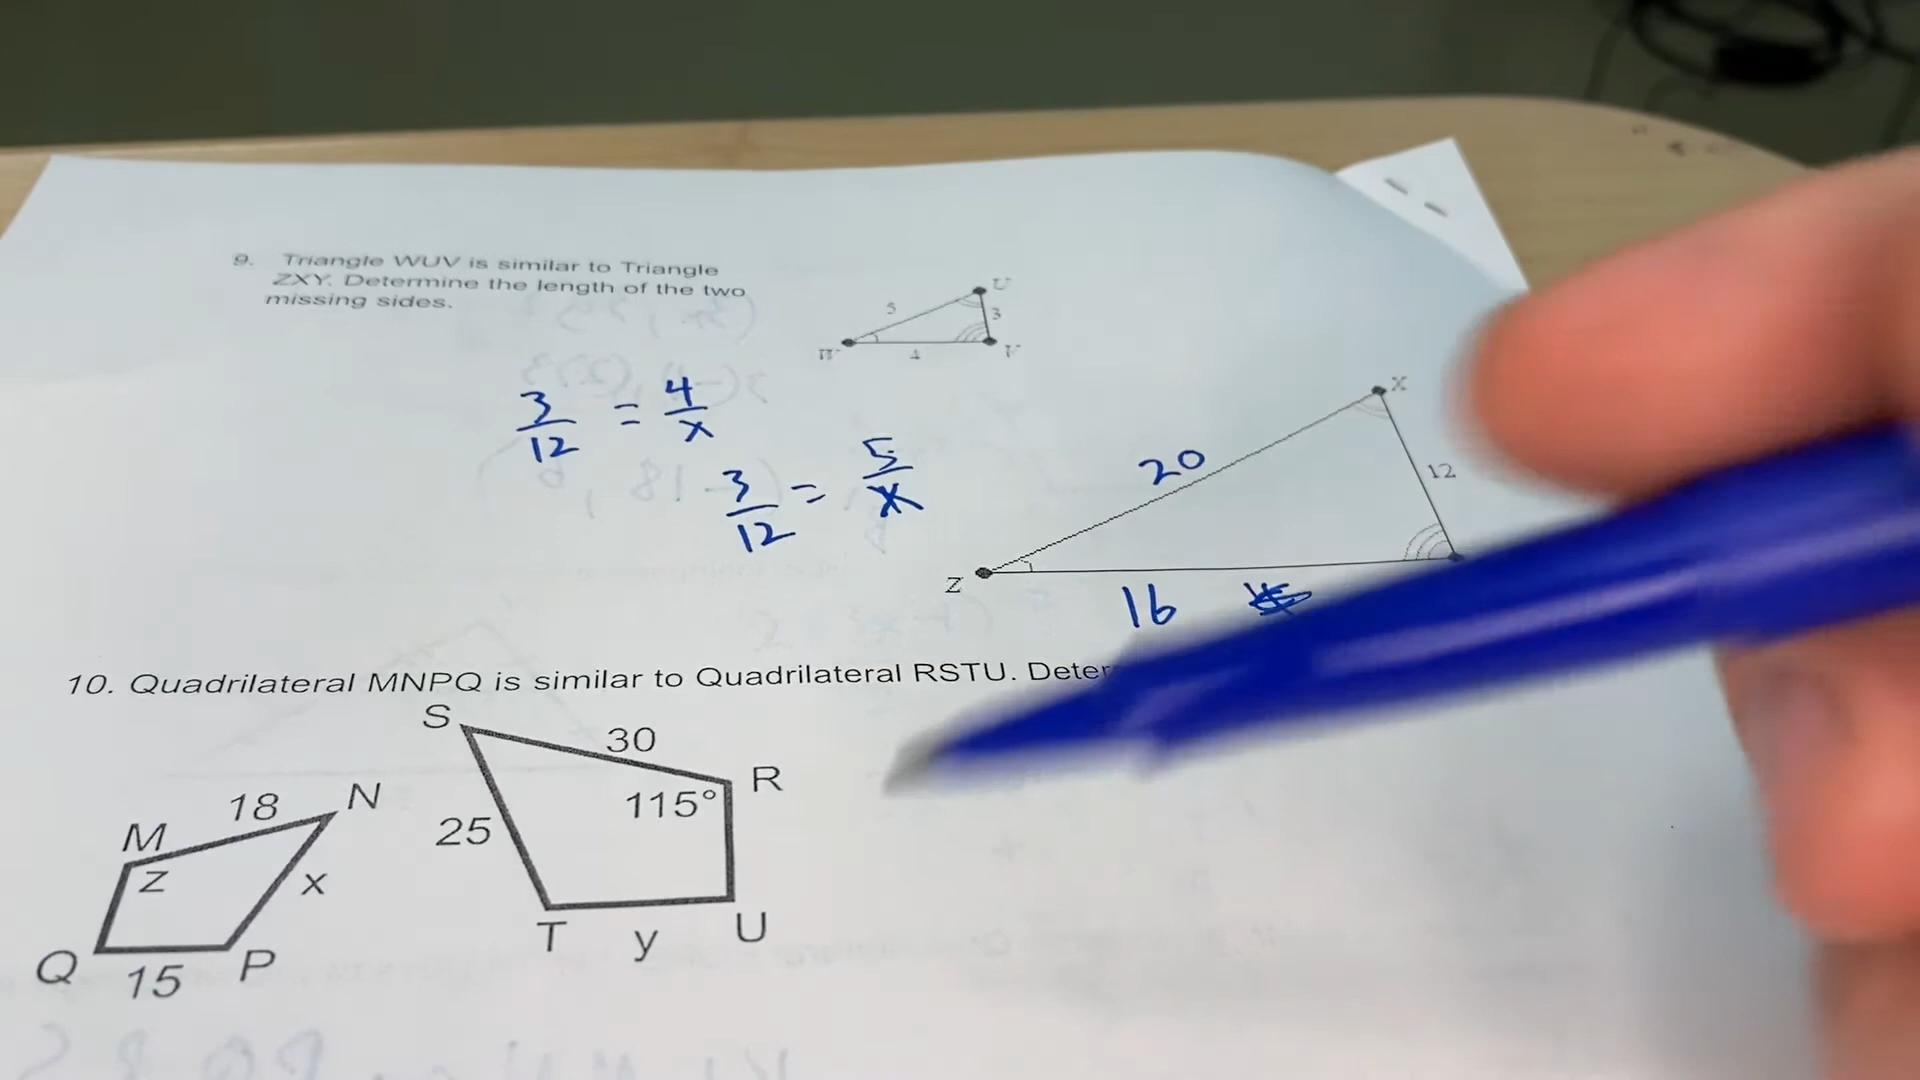 9. Triangle WUV is similar to Triangle
ZXY. Determine the length of the two
missing sides.
U
5
3
W
4
V
3/12 = 4/x
3/12 = 5/x
X
20
12
Z
16
10. Quadrilateral MNPQ is similar to Quadrilateral RSTU.
S
30
R
115°
25
T
y
U
M
18
N
z
x
Q
15
P